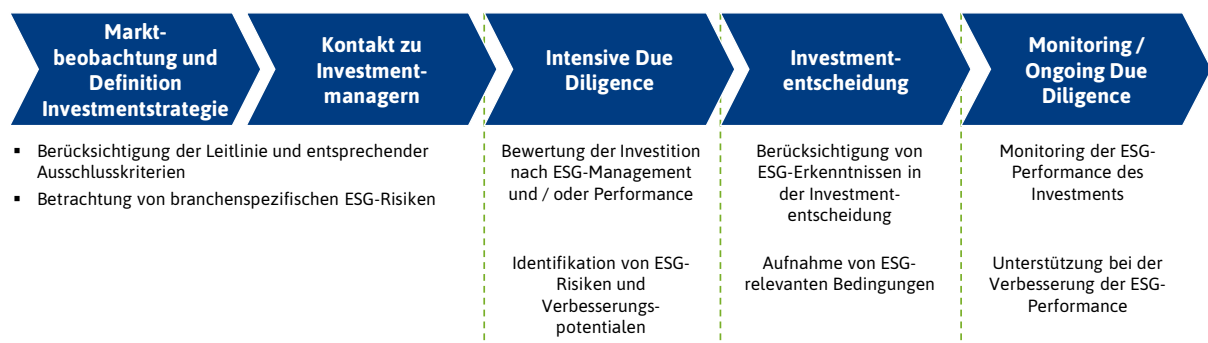 Markt-
beobachtung und
Definition
Investmentstrategie
Kontakt zu
Investment-
managern
Intensive Due
Diligence
Investment-
entscheidung
Monitoring /
Ongoing Due
Diligence
▪ Berücksichtigung der Leitlinie und entsprechender
Ausschlusskriterien
▪ Betrachtung von branchenspezifischen ESG-Risiken
Bewertung der Investition
nach ESG-Management
und / oder Performance
Identifikation von ESG-
Risiken und
Verbesserungs-
potentialen
Berücksichtigung von
ESG-Erkenntnissen in
der Investment-
entscheidung
Aufnahme von ESG-
relevanten Bedingungen
Monitoring der ESG-
Performance des
Investments
Unterstützung bei der
Verbesserung der ESG-
Performance